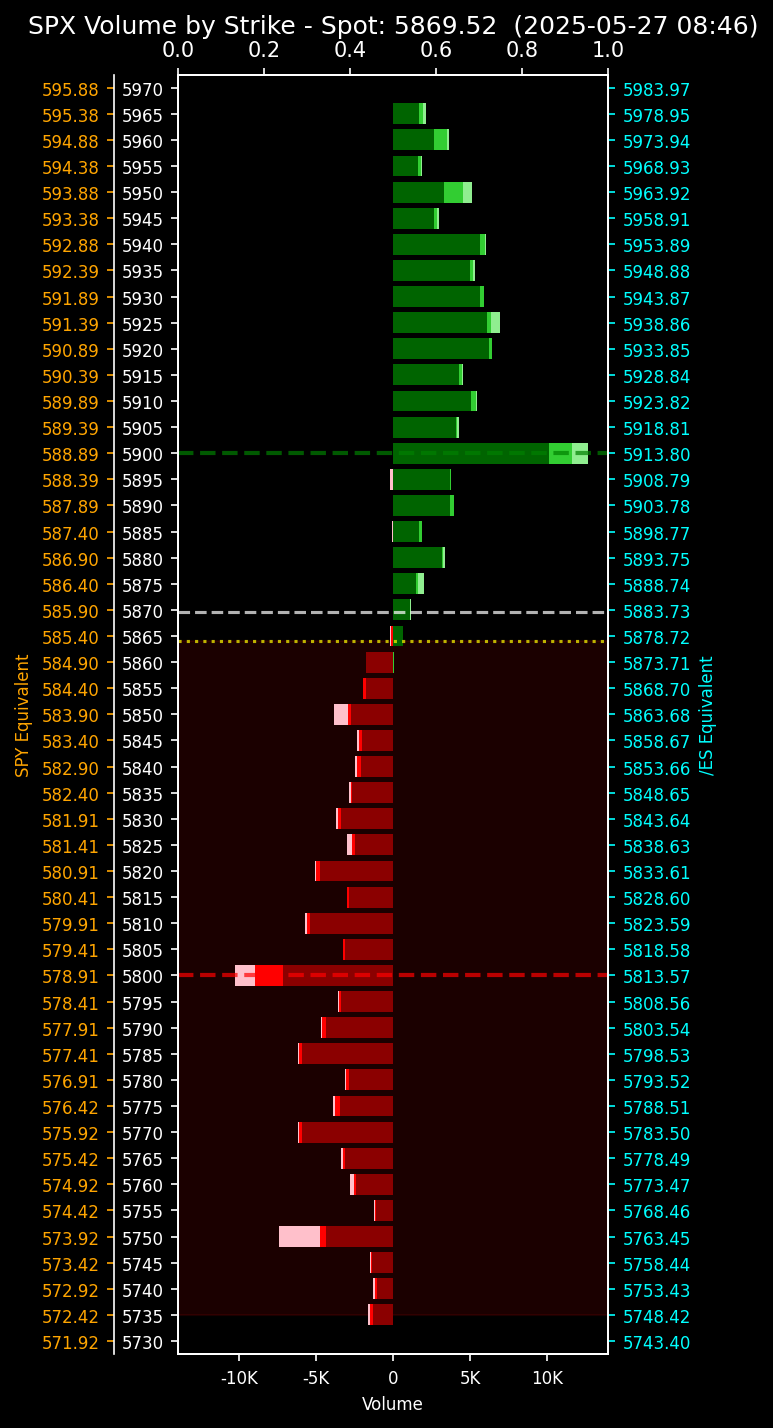 SPX Volume by Strike - Spot: 5869.52 (2025-05-27 08:46)
0.0 0.2 0.4 0.6 0.8 1.0
595.88 5970 5983.97
595.38 5965 5978.95
594.88 5960 5973.94
594.38 5955 5968.93
593.88 5950 5963.92
593.38 5945 5958.91
592.88 5940 5953.89
592.39 5935 5948.88
591.89 5930 5943.87
591.39 5925 5938.86
590.89 5920 5933.85
590.39 5915 5928.84
589.89 5910 5923.82
589.39 5905 5918.81
588.89 5900 5913.80
588.39 5895 5908.79
587.89 5890 5903.78
587.40 5885 5898.77
586.90 5880 5893.75
586.40 5875 5888.74
585.90 5870 5883.73
585.40 5865 5878.72
584.90 5860 5873.71
584.40 5855 5868.70
583.90 5850 5863.68
583.40 5845 5858.67
582.90 5840 5853.66
582.40 5835 5848.65
581.91 5830 5843.64
581.41 5825 5838.63
580.91 5820 5833.61
580.41 5815 5828.60
579.91 5810 5823.59
579.41 5805 5818.58
578.91 5800 5813.57
578.41 5795 5808.56
577.91 5790 5803.54
577.41 5785 5798.53
576.91 5780 5793.52
576.42 5775 5788.51
575.92 5770 5783.50
575.42 5765 5778.49
574.92 5760 5773.47
574.42 5755 5768.46
573.92 5750 5763.45
573.42 5745 5758.44
572.92 5740 5753.43
572.42 5735 5748.42
571.92 5730 5743.40
SPY Equivalent
/ES Equivalent
-10K -5K 0 5K 10K
Volume